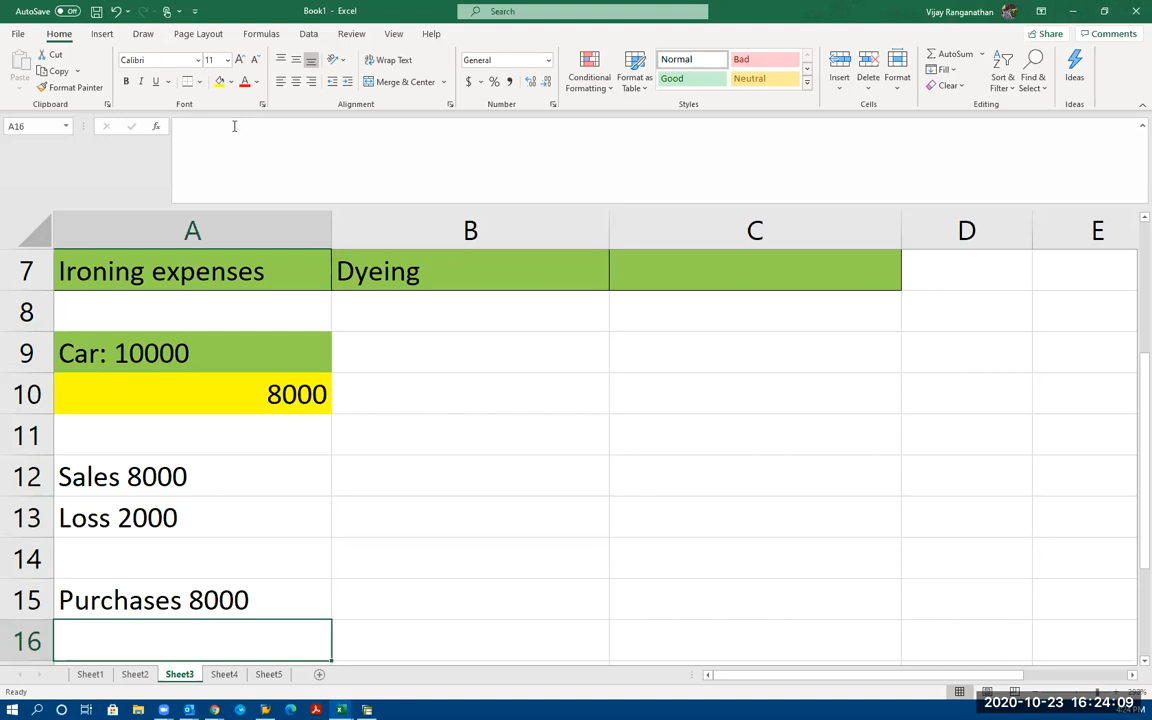 AutoSave Off Book1 - Excel Search Vijay Ranganathan
File Home Insert Draw Page Layout Formulas Data Review View Help Share Comments
Paste Cut Copy Format Painter Clipboard
Calibri 11 A A B I U A Font
Wrap Text Merge & Center Alignment
General $ % , Number
Conditional Formatting Format as Table Normal Bad Good Neutral Styles
Insert Delete Format Cells
AutoSum Fill Clear Sort & Filter Find & Select Editing
Ideas Ideas
A16 fx
A B C D E
7 Ironing expenses Dyeing
8
9 Car: 10000
10 8000
11
12 Sales 8000
13 Loss 2000
14
15 Purchases 8000
16
Sheet1 Sheet2 Sheet3 Sheet4 Sheet5
Ready
2020-10-23 16:24:09